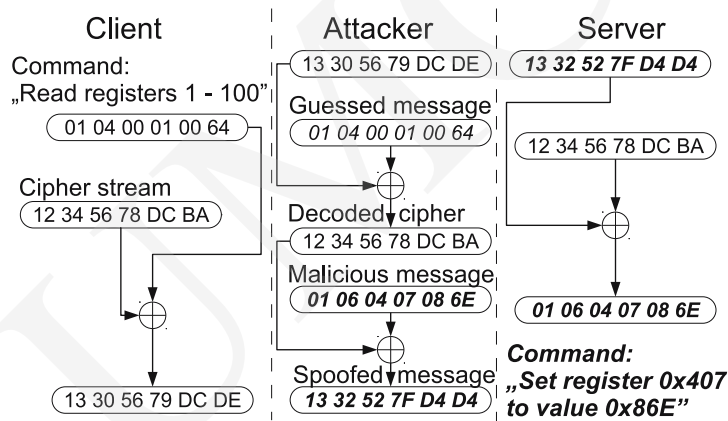 Client
Command:
„Read registers 1 - 100”
01 04 00 01 00 64
Cipher stream
12 34 56 78 DC BA
13 30 56 79 DC DE
Attacker
13 30 56 79 DC DE
Guessed message
01 04 00 01 00 64
Decoded cipher
12 34 56 78 DC BA
Malicious message
01 06 04 07 08 6E
Spoofed message
13 32 52 7F D4 D4
Server
13 32 52 7F D4 D4
12 34 56 78 DC BA
01 06 04 07 08 6E
Command:
„Set register 0x407
to value 0x86E”